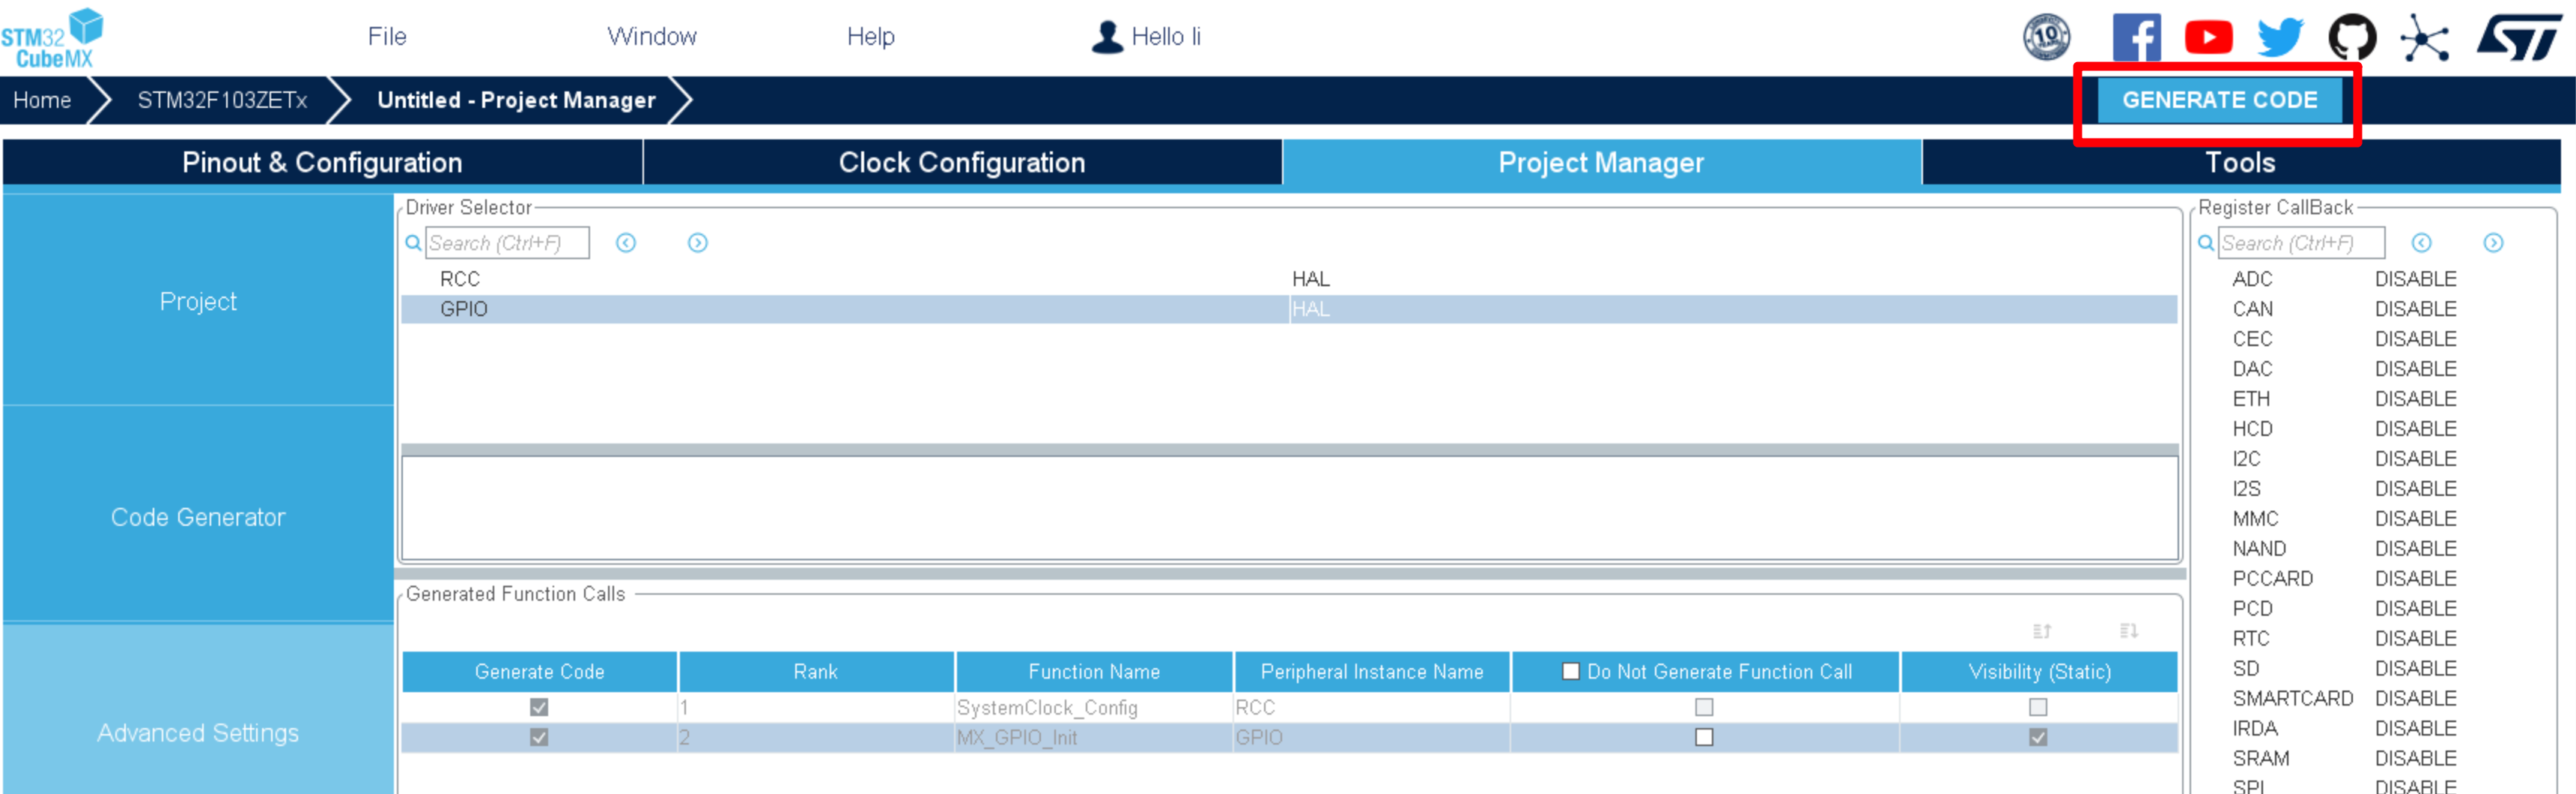 STM32
CubeMX
File
Window
Help
Hello li
10
GENERATE CODE
Home
STM32F103ZETx
Untitled - Project Manager
Pinout & Configuration
Clock Configuration
Project Manager
Tools
Project
Code Generator
Advanced Settings
Driver Selector
Search (Ctrl+F)
RCC HAL
GPIO HAL
Generated Function Calls
Generate Code Rank Function Name Peripheral Instance Name Do Not Generate Function Call Visibility (Static)
1 SystemClock_Config RCC
2 MX_GPIO_Init GPIO
Register CallBack
Search (Ctrl+F)
ADC DISABLE
CAN DISABLE
CEC DISABLE
DAC DISABLE
ETH DISABLE
HCD DISABLE
I2C DISABLE
I2S DISABLE
MMC DISABLE
NAND DISABLE
PCCARD DISABLE
PCD DISABLE
RTC DISABLE
SD DISABLE
SMARTCARD DISABLE
IRDA DISABLE
SRAM DISABLE
SPI DISABLE